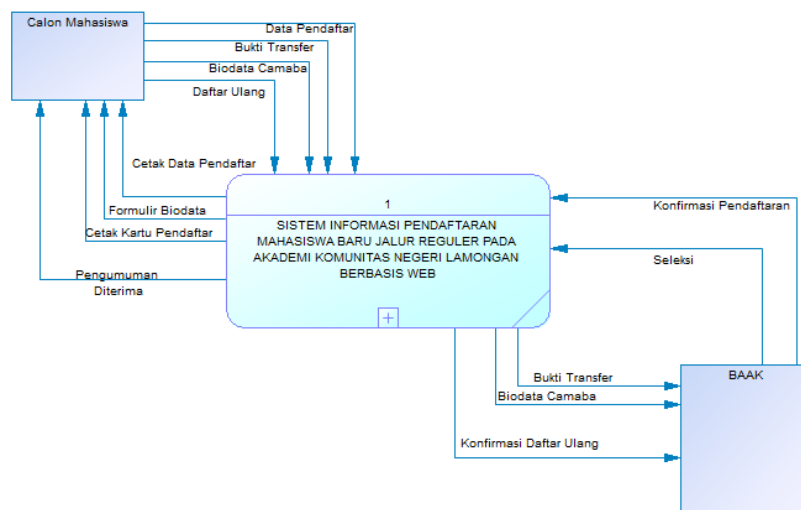 Calon Mahasiswa
Data Pendaftar
Bukti Transfer
Biodata Camaba
Daftar Ulang
Cetak Data Pendaftar
Formulir Biodata
Cetak Kartu Pendaftar
Pengumuman
Diterima
1
SISTEM INFORMASI PENDAFTARAN
MAHASISWA BARU JALUR REGULER PADA
AKADEMI KOMUNITAS NEGERI LAMONGAN
BERBASIS WEB
Konfirmasi Pendaftaran
Seleksi
BAAK
Bukti Transfer
Biodata Camaba
Konfirmasi Daftar Ulang